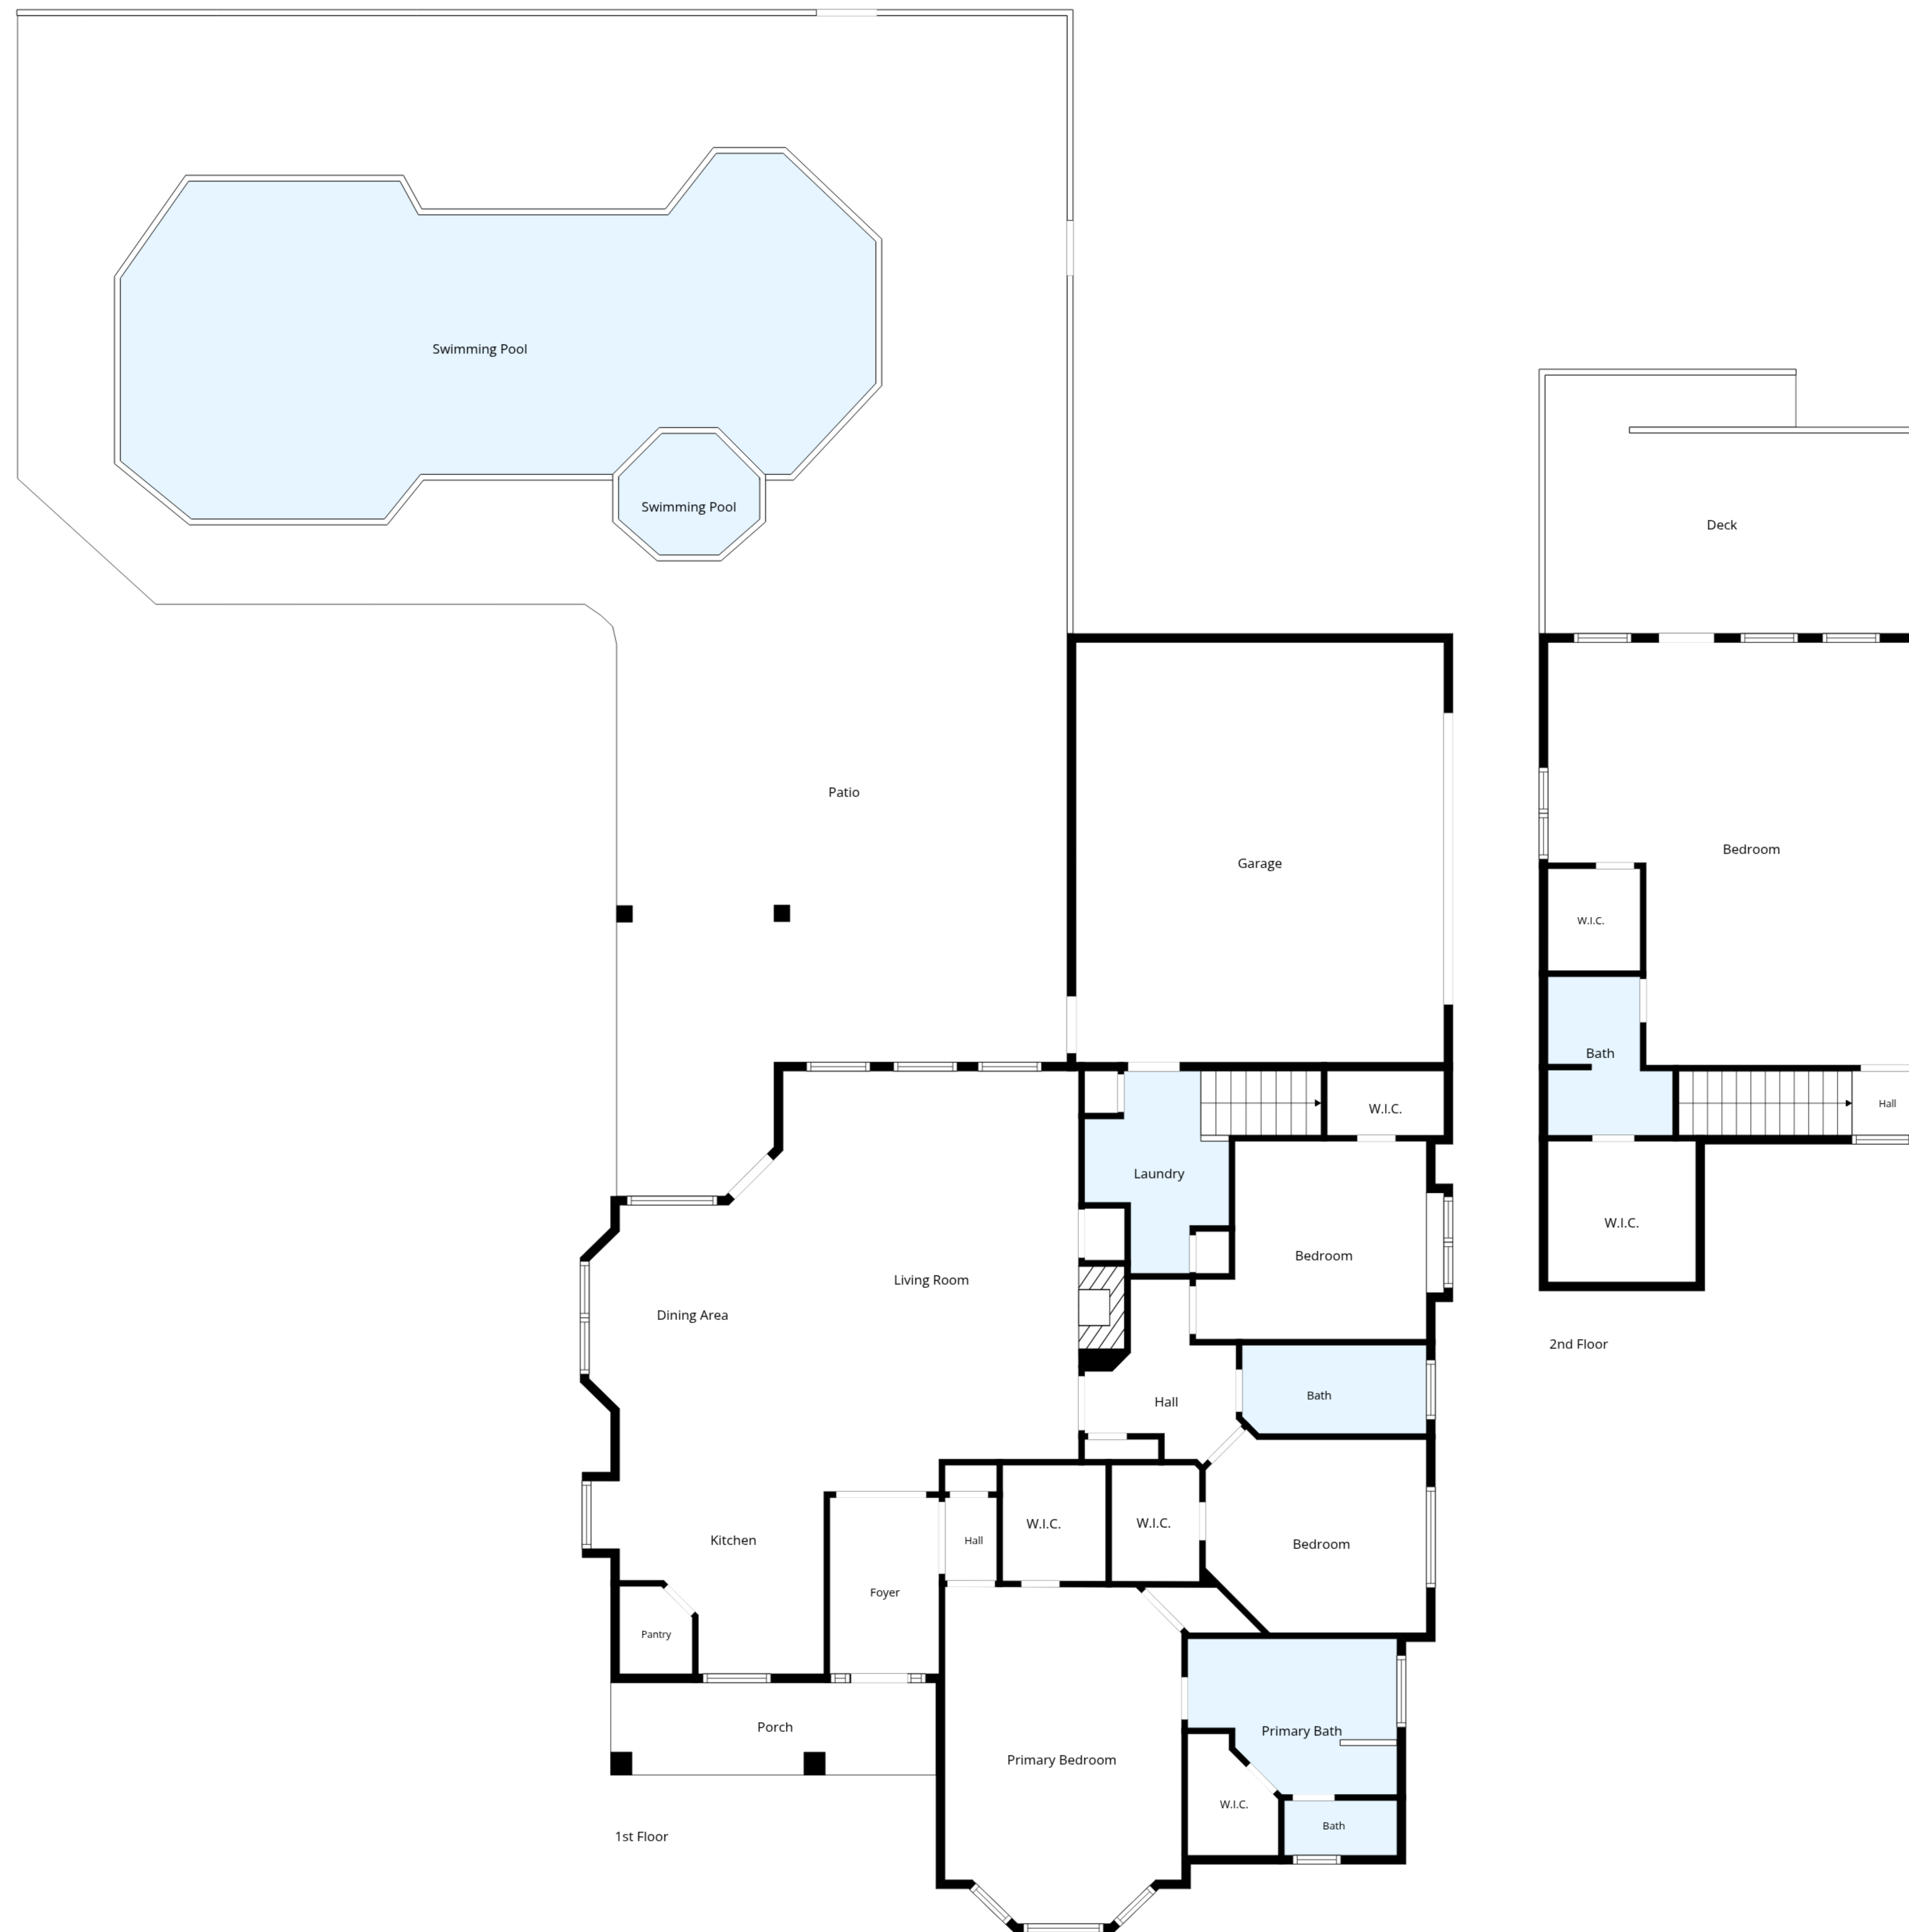 Swimming Pool
Swimming Pool
Deck
Patio
Bedroom
Garage
W.I.C.
Bath
Hall
W.I.C.
Laundry
W.I.C.
Bedroom
Living Room
Dining Area
2nd Floor
Bath
Hall
W.I.C.
W.I.C.
Kitchen
Hall
Bedroom
Foyer
Pantry
Porch
Primary Bath
Primary Bedroom
W.I.C.
Bath
1st Floor